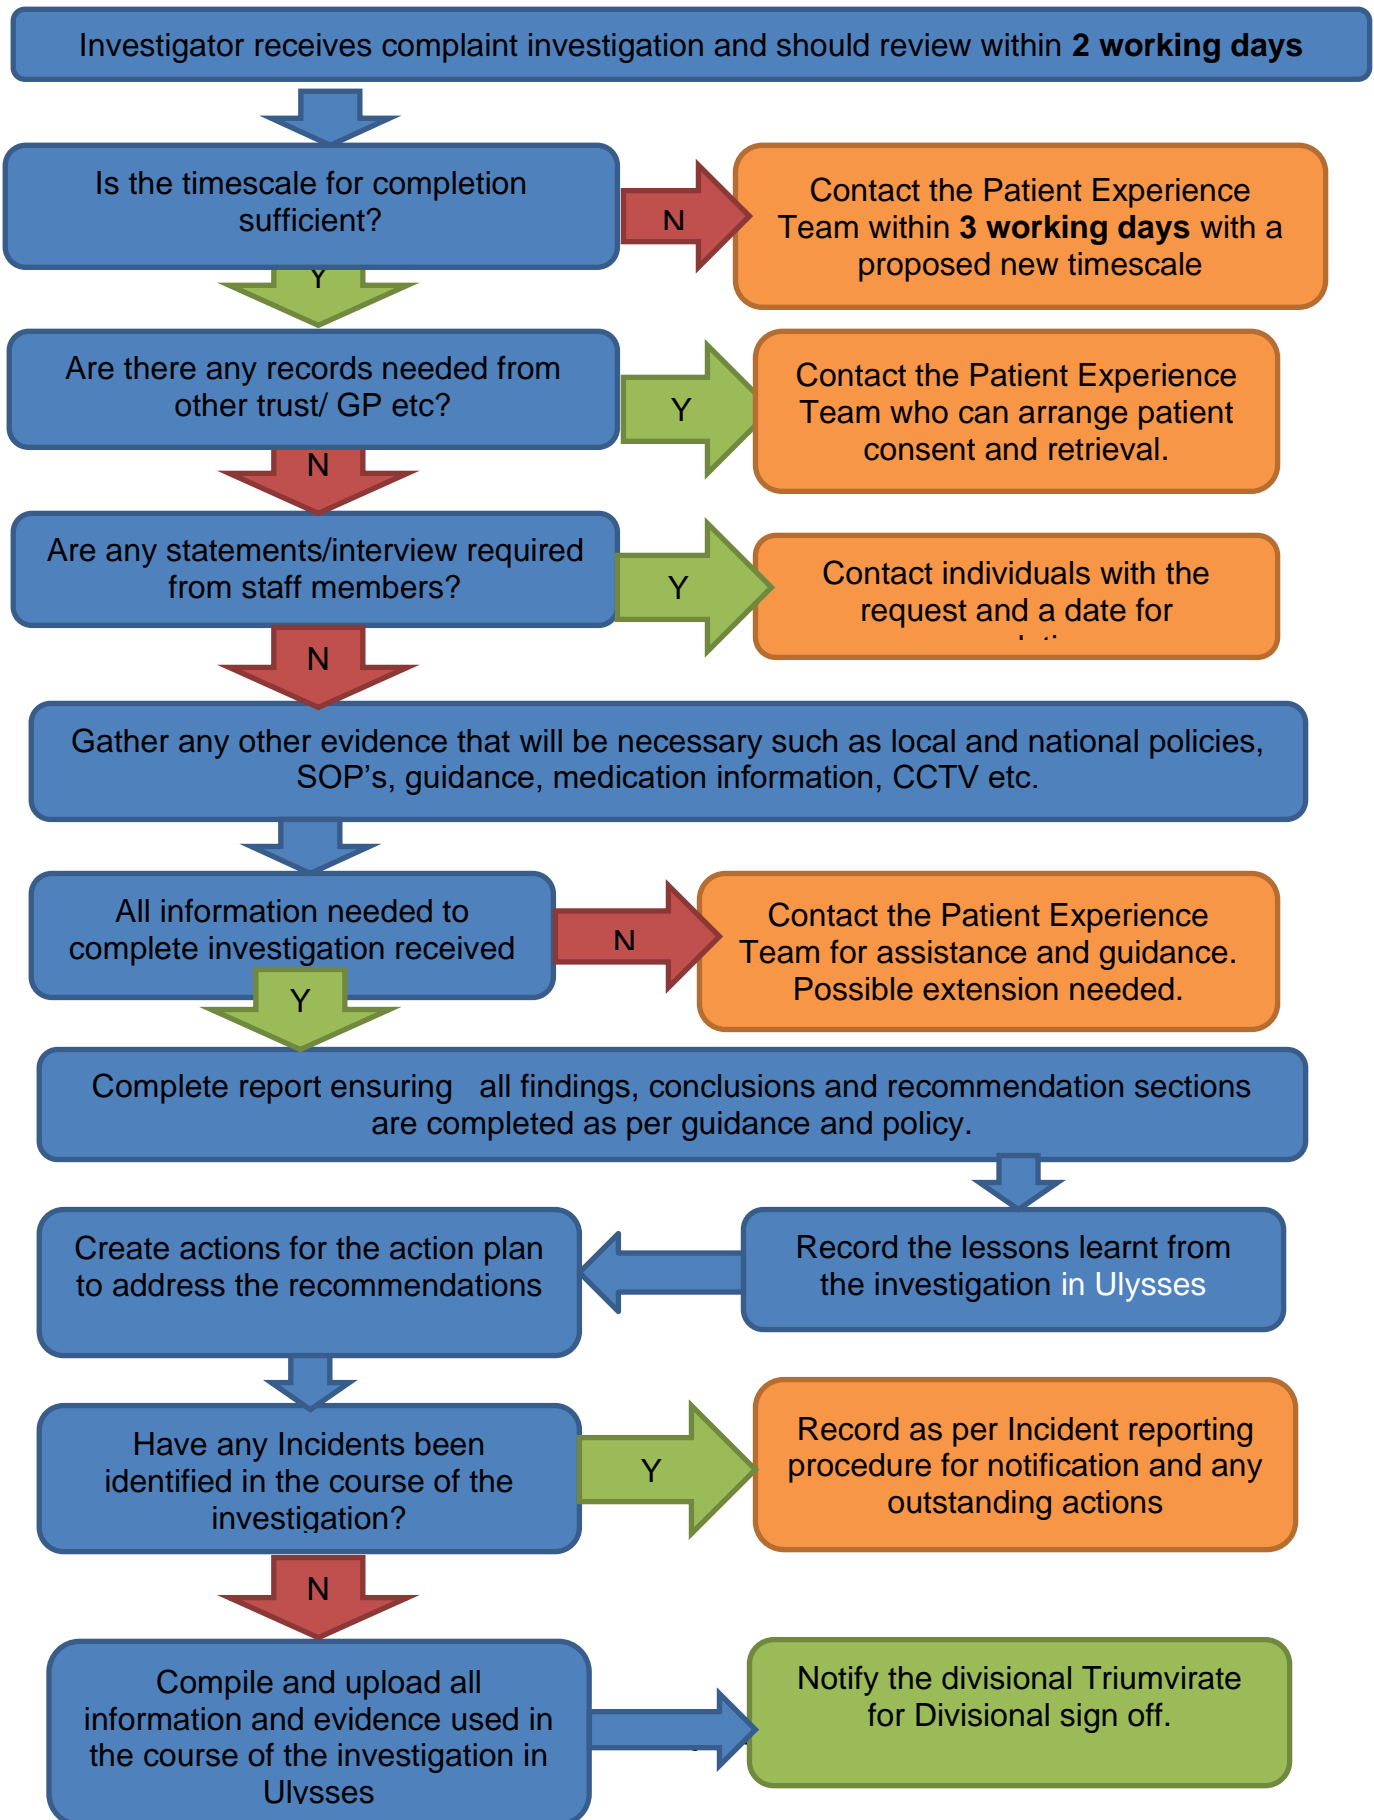 Investigator receives complaint investigation and should review within 2 working days
Is the timescale for completion
sufficient?
N
Contact the Patient Experience
Team within 3 working days with a
proposed new timescale
Y
Are there any records needed from
other trust/ GP etc?
Y
Contact the Patient Experience
Team who can arrange patient
consent and retrieval.
N
Are any statements/interview required
from staff members?
Y
Contact individuals with the
request and a date for
N
Gather any other evidence that will be necessary such as local and national policies,
SOP's, guidance, medication information, CCTV etc.
All information needed to
complete investigation received
N
Contact the Patient Experience
Team for assistance and guidance.
Possible extension needed.
Y
Complete report ensuring all findings, conclusions and recommendation sections
are completed as per guidance and policy.
Record the lessons learnt from
the investigation in Ulysses
Create actions for the action plan
to address the recommendations
Have any Incidents been
identified in the course of the
investigation?
Y
Record as per Incident reporting
procedure for notification and any
outstanding actions
N
Compile and upload all
information and evidence used in
the course of the investigation in
Ulysses
Notify the divisional Triumvirate
for Divisional sign off.